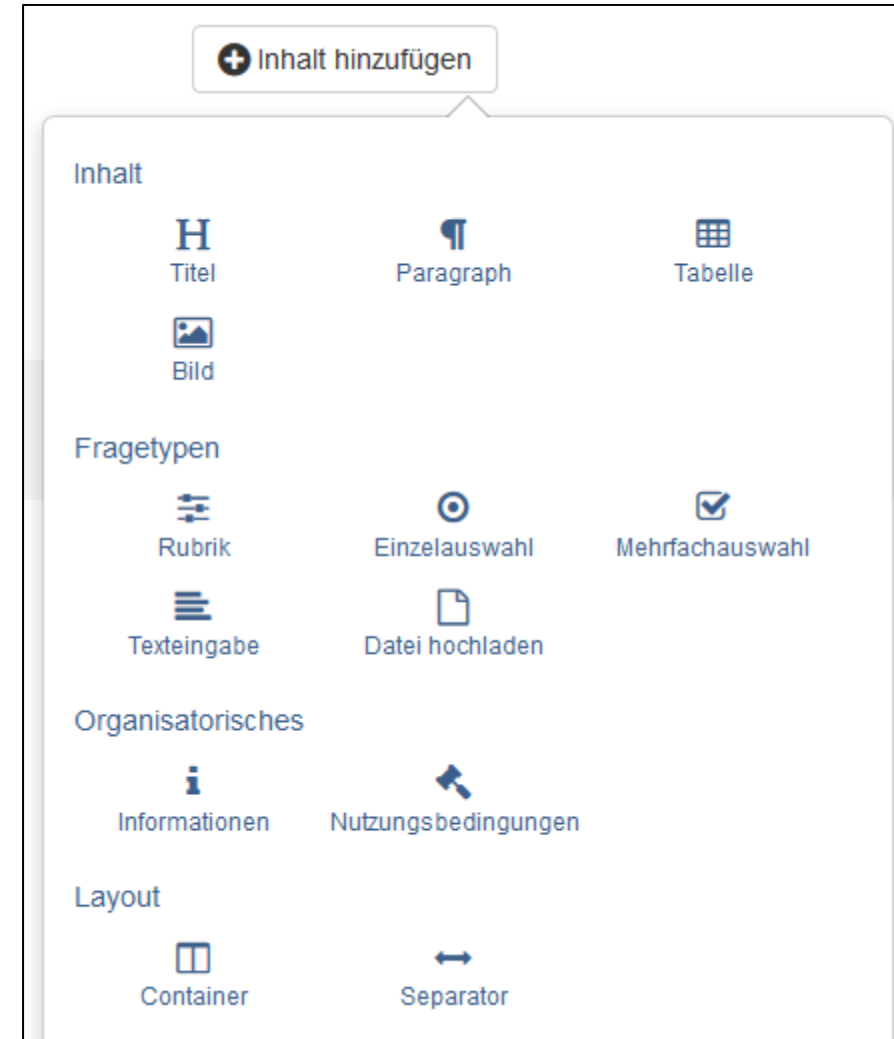 Inhalt hinzufügen
Inhalt
H
Titel Paragraph Tabelle
Bild
Fragetypen
Rubrik Einzelauswahl Mehrfachauswahl
Texteingabe Datei hochladen
Organisatorisches
Informationen Nutzungsbedingungen
Layout
Container Separator